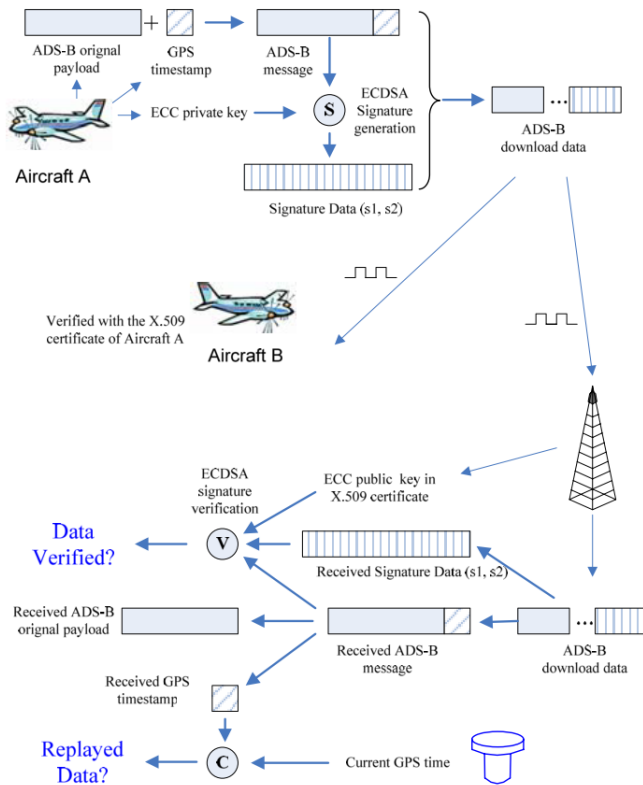 +
ADS-B orignal
payload
GPS
timestamp
ADS-B
message
ECC private key
S
ECDSA
Signature
generation
...
ADS-B
download data
Aircraft A
Signature Data (s1, s2)
Verified with the X.509
certificate of Aircraft A
Aircraft B
ECDSA
signature
verification
ECC public key in
X.509 certificate
Data
Verified?
V
Received Signature Data (s1, s2)
Received ADS-B
orignal payload
Received ADS-B
message
...
ADS-B
download data
Received GPS
timestamp
Replayed
Data?
C
Current GPS time